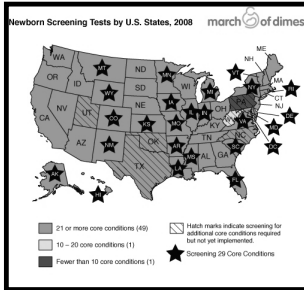 Newborn Screening Tests by U.S. States, 2008
march of dimes
WA
OR
CA
NV
ID
MT
WY
UT
AZ
CO
NM
ND
SD
NE
KS
OK
TX
MN
IA
MO
AR
LA
WI
MI
IL
IN
OH
KY
TN
MS
AL
GA
FL
SC
NC
VA
PA
NY
VT
ME
NH
MA
RI
CT
NJ
DE
DC
AK
HI
21 or more core conditions (49)
10 – 20 core conditions (1)
Fewer than 10 core conditions (1)
Hatch marks indicate screening for
additional core conditions required
but not yet implemented.
Screening 29 Core Conditions